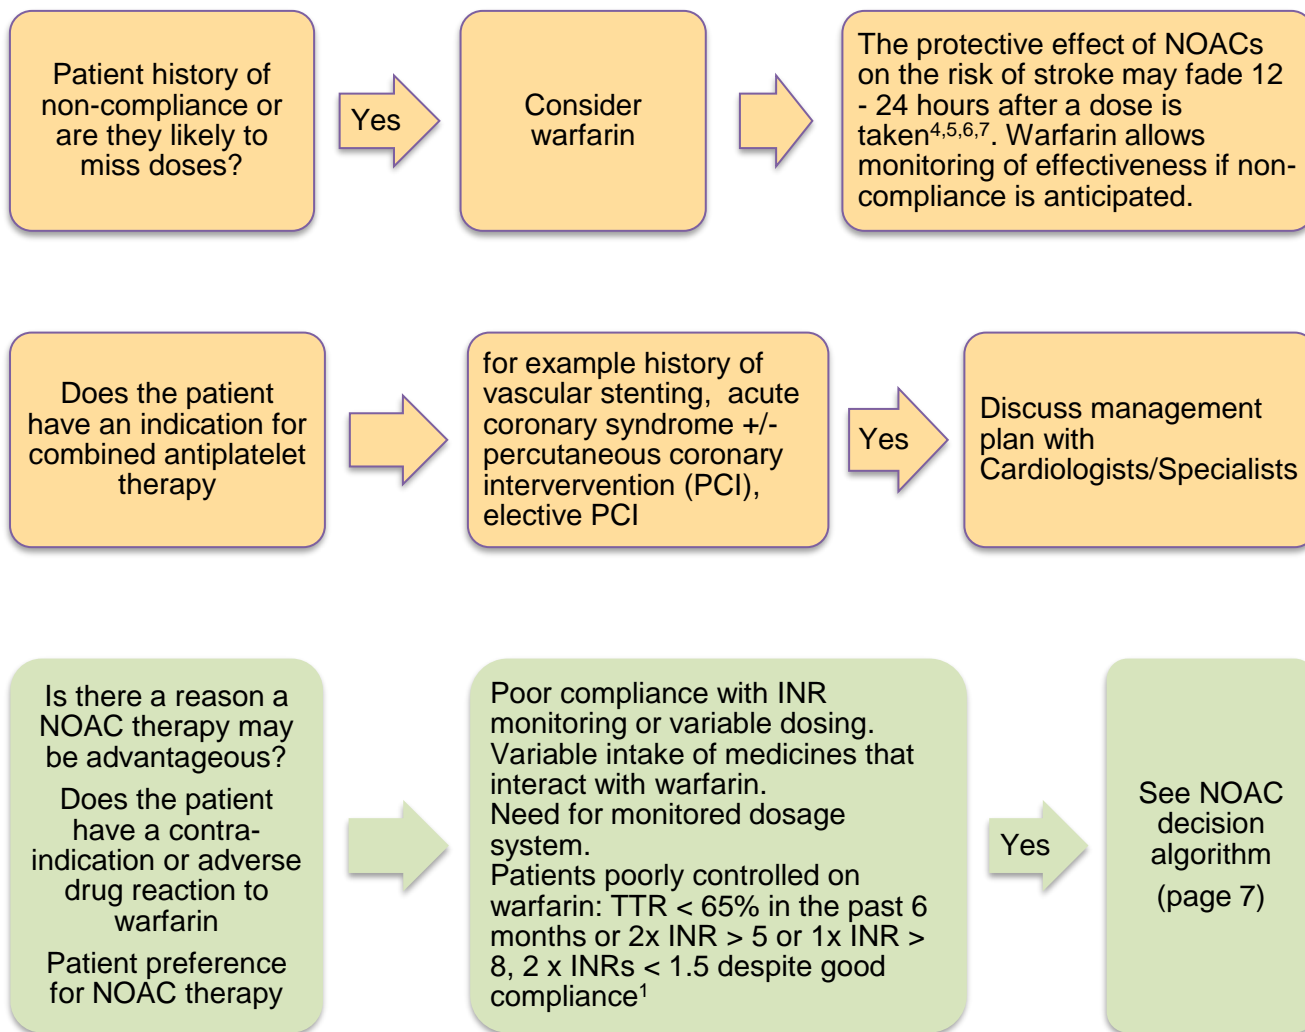 Patient history of
non-compliance or
are they likely to
miss doses?
Yes
Consider
warfarin
The protective effect of NOACs
on the risk of stroke may fade 12
- 24 hours after a dose is
taken4,5,6,7. Warfarin allows
monitoring of effectiveness if non-
compliance is anticipated.
Does the patient
have an indication for
combined antiplatelet
therapy
for example history of
vascular stenting, acute
coronary syndrome +/-
percutaneous coronary
intervervention (PCI),
elective PCI
Yes
Discuss management
plan with
Cardiologists/Specialists
Is there a reason a
NOAC therapy may
be advantageous?
Does the patient
have a contra-
indication or adverse
drug reaction to
warfarin
Patient preference
for NOAC therapy
Poor compliance with INR
monitoring or variable dosing.
Variable intake of medicines that
interact with warfarin.
Need for monitored dosage
system.
Patients poorly controlled on
warfarin: TTR < 65% in the past 6
months or 2x INR > 5 or 1x INR >
8, 2 x INRs < 1.5 despite good
compliance1
Yes
See NOAC
decision
algorithm
(page 7)